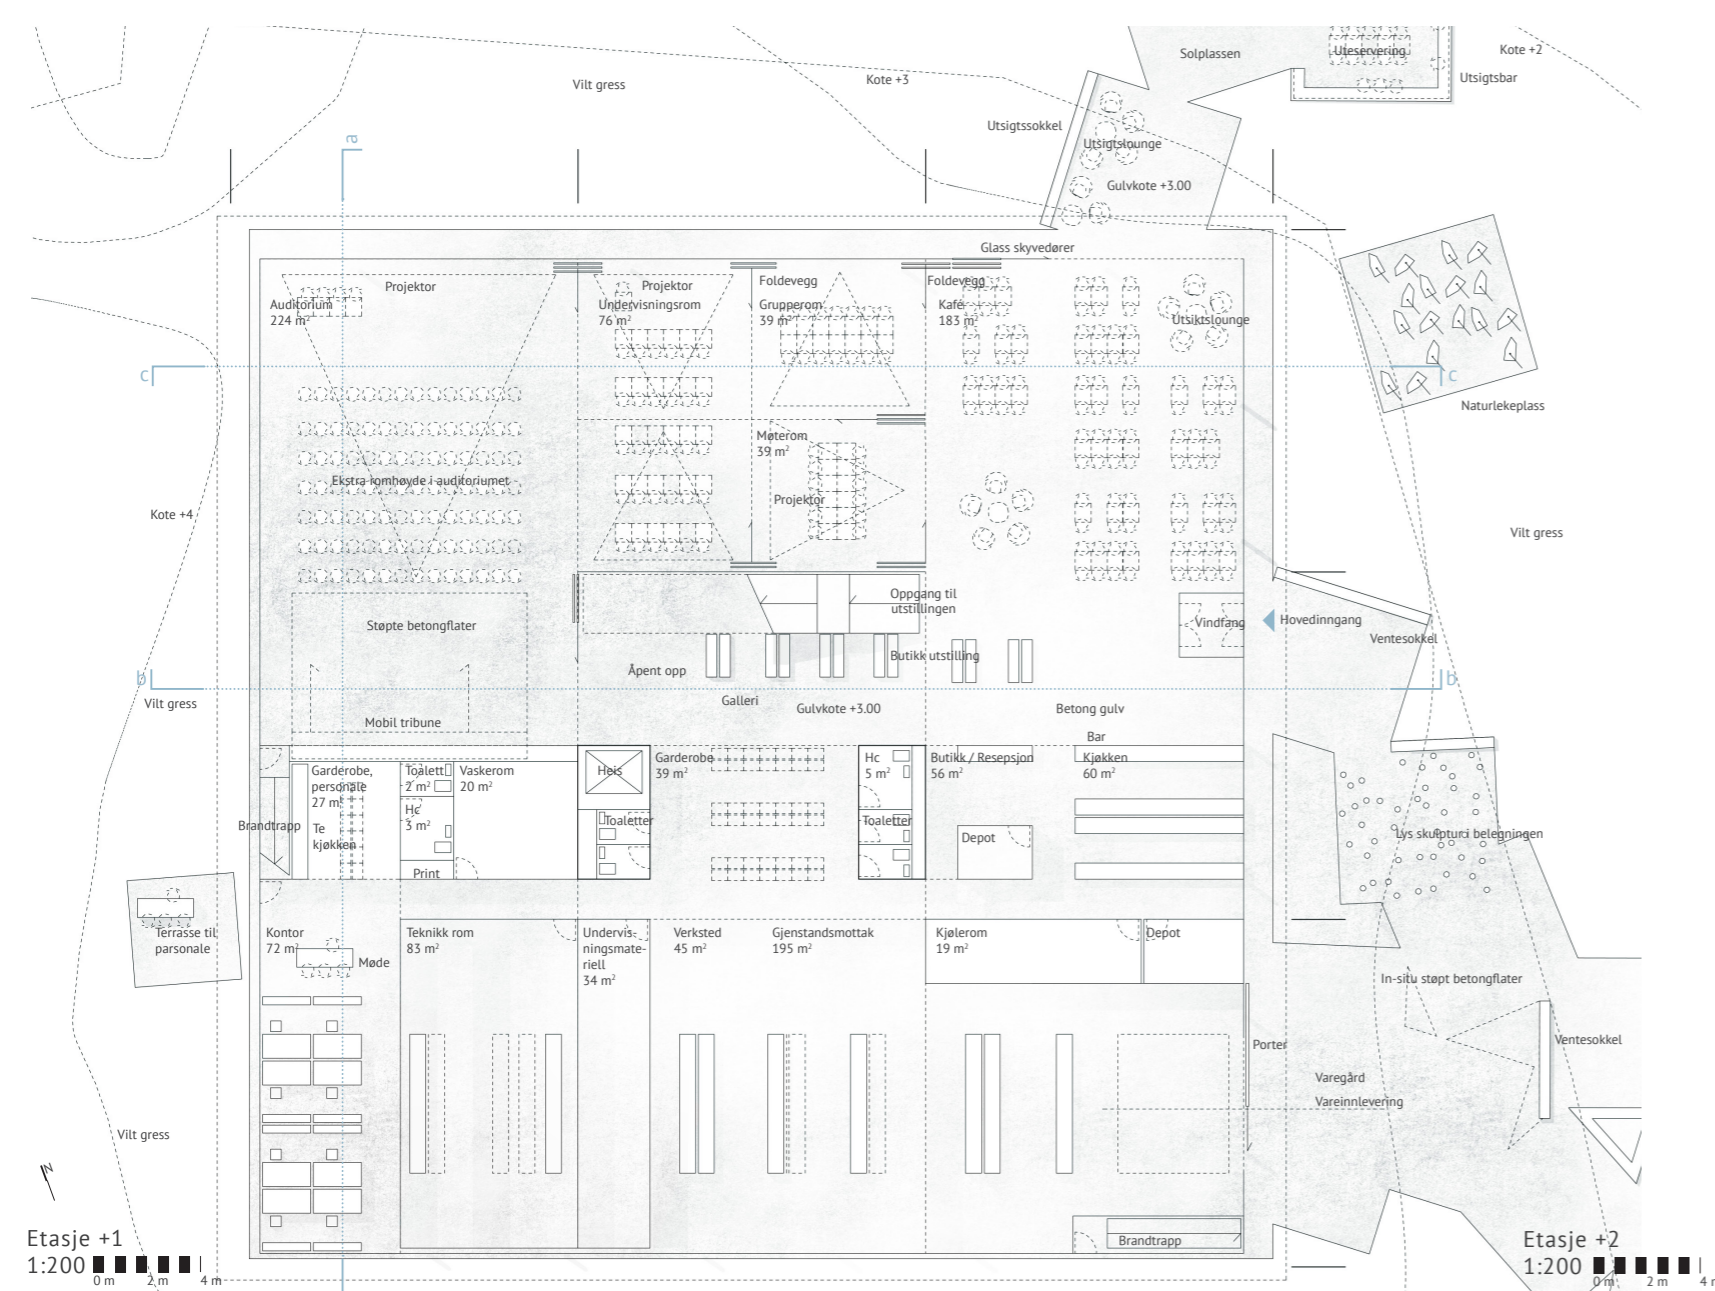 Solplassen
Uteservering
Kote +2
Utsigtsbar
Vilt gress
Kote +3
Utsigtssokkel
Utsigtslounge
Gulvkote +3.00
a
Glass skyvedører
Projektor
Auditorium
224 m²
Projektor
Undervisningsrom
76 m²
Foldevegg
Grupperom
39 m²
Foldevegg
Kafé
183 m²
Utsiktslounge
c
c
Naturlekeplass
Møterom
39 m²
Ekstra romhøyde i auditoriumet
Projektor
Kote +4
Vilt gress
Oppgang til
utstillingen
Støpte betongflater
Vindfang
Hovedinngang
Ventesokkel
Butikk utstilling
Åpent opp
b
b
Vilt gress
Galleri
Gulvkote +3.00
Betong gulv
Mobil tribune
Bar
Garderobe,
personale
27 m²
Toalett
2 m²
Vaskerom
20 m²
Heis
Garderobe
39 m²
Hc
5 m²
Butikk / Resepsjon
56 m²
Kjøkken
60 m²
Hc
3 m²
Brandtrapp
Te
kjøkken
Toaletter
Toaletter
Depot
Lys skulptur i belegningen
Print
Terrasse til
parsonale
Kontor
72 m²
Møde
Teknikk rom
83 m²
Undervis-
ningsmate-
riell
34 m²
Verksted
45 m²
Gjenstandsmottak
195 m²
Kjølerom
19 m²
Depot
In-situ støpt betongflater
Porter
Ventesokkel
Varegård
Vareinnlevering
Vilt gress
N
Brandtrapp
Etasje +1
1:200
0 m 2 m 4 m
Etasje +2
1:200
0 m 2 m